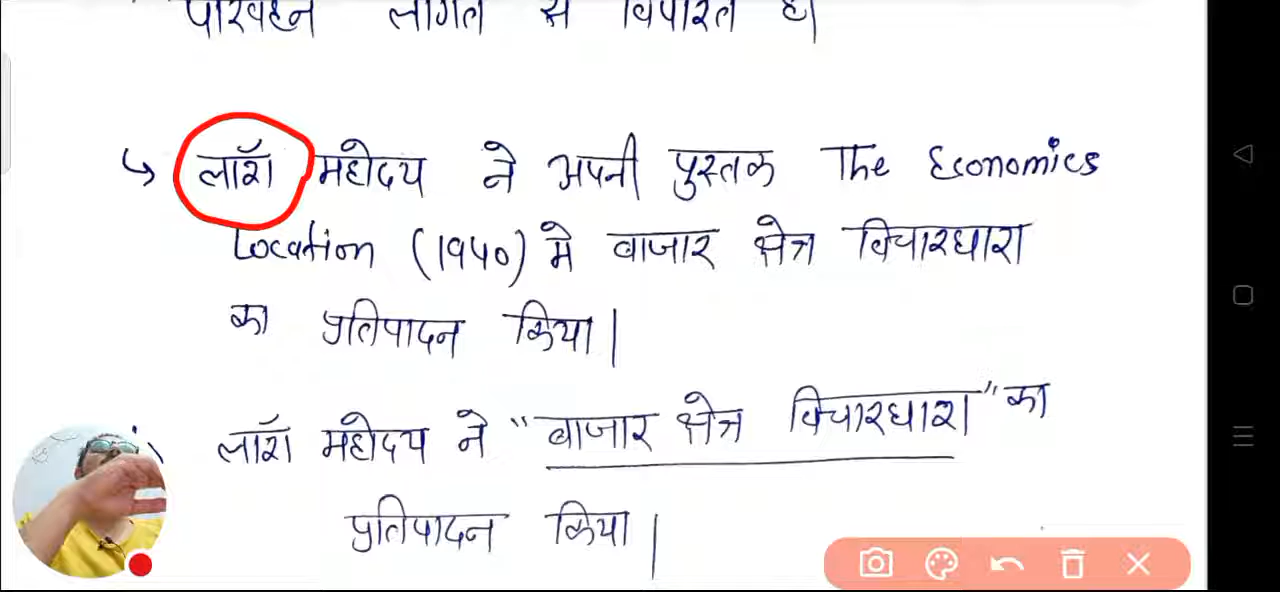 परिवहन लागत से विपरित है।
↳ लॉश महोदय ने अपनी पुस्तक The Economics
Location (1940) मे बाजार क्षेत्र विचारधारा
का प्रतिपादन किया|
लॉश महोदय ने "बाजार क्षेत्र विचारधारा" का
प्रतिपादन किया|